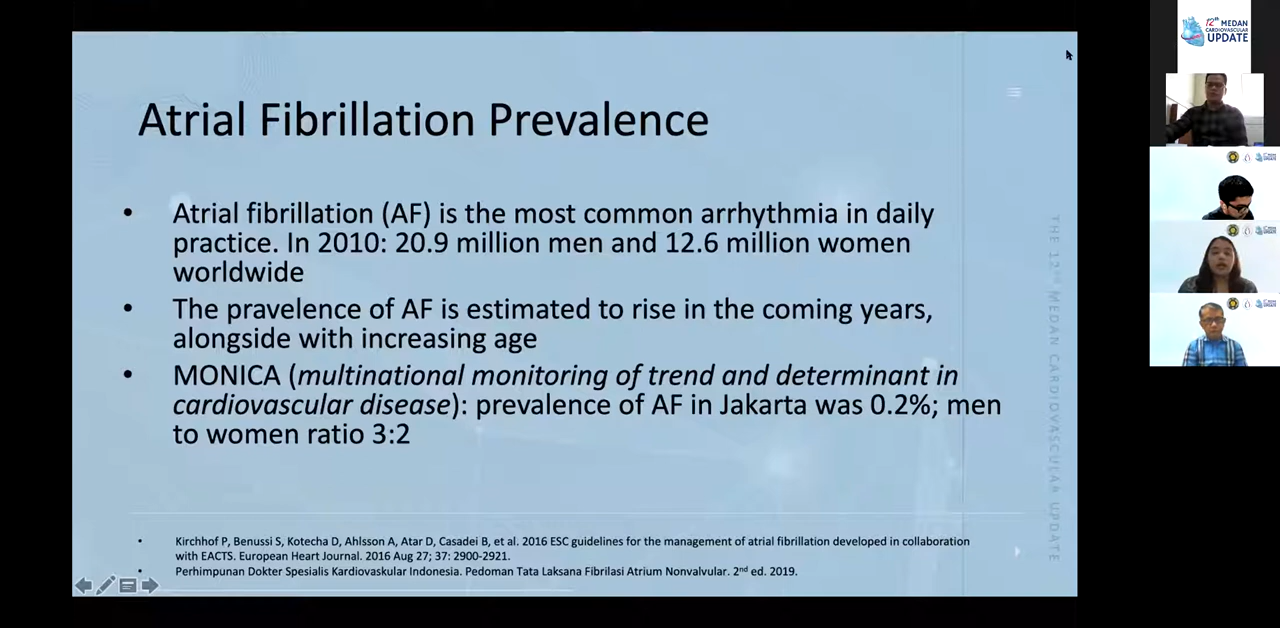 Atrial Fibrillation Prevalence
• Atrial fibrillation (AF) is the most common arrhythmia in daily
practice. In 2010: 20.9 million men and 12.6 million women
worldwide
• The pravelence of AF is estimated to rise in the coming years,
alongside with increasing age
• MONICA (multinational monitoring of trend and determinant in
cardiovascular disease): prevalence of AF in Jakarta was 0.2%; men
to women ratio 3:2
• Kirchhof P, Benussi S, Kotecha D, Ahlsson A, Atar D, Casadei B, et al. 2016 ESC guidelines for the management of atrial fibrillation developed in collaboration
with EACTS. European Heart Journal. 2016 Aug 27; 37: 2900-2921.
• Perhimpunan Dokter Spesialis Kardiovaskular Indonesia. Pedoman Tata Laksana Fibrilasi Atrium Nonvalvular. 2nd ed. 2019.
THE 12TH MEDAN CARDIOVASCULAR UPDATE
12th MEDAN
CARDIOVASCULAR
UPDATE